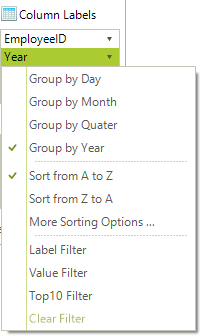 Column Labels
EmployeeID
Year
Group by Day
Group by Month
Group by Quater
Group by Year
Sort from A to Z
Sort from Z to A
More Sorting Options ...
Label Filter
Value Filter
Top10 Filter
Clear Filter